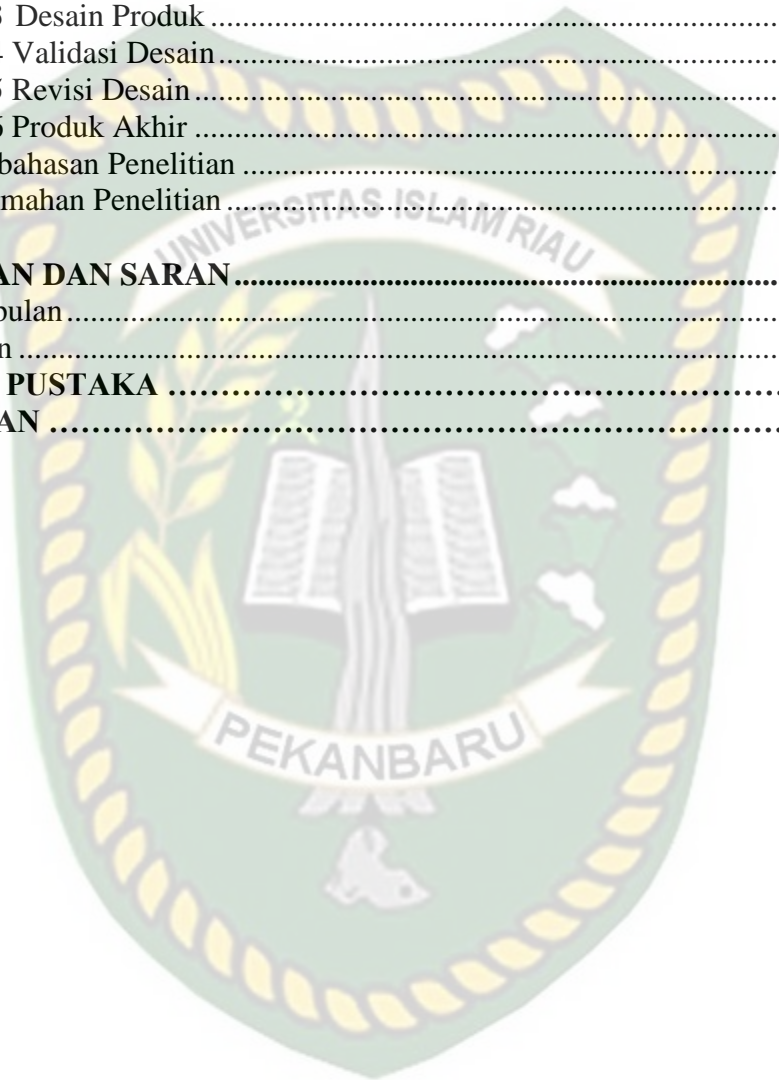 3 Desain Produk ..........................................................................
Validasi Desain ..........................................................................
5 Revisi Desain ..........................................................................
6 Produk Akhir ..........................................................................
bahasan Penelitian ..........................................................................
mahan Penelitian ..........................................................................
UNIVERSITAS ISLAM RIAU
AN DAN SARAN ..........................................................................
pulan ..........................................................................
n ..........................................................................
PUSTAKA ..........................................................................
AN ..........................................................................
PEKANBARU